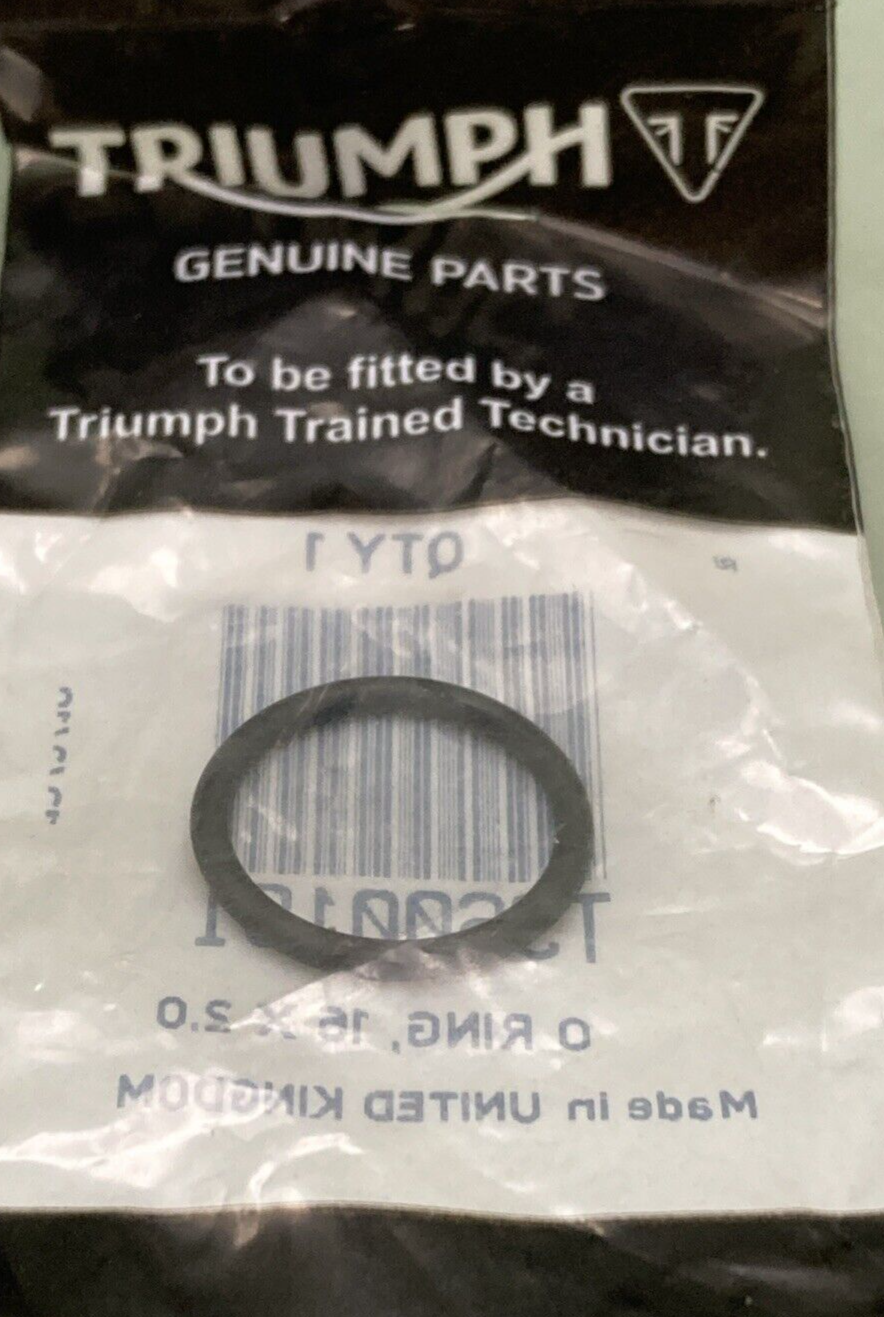 TRIUMPH
GENUINE PARTS
To be fitted by a
Triumph Trained Technician.
QTY 1
O RING, 16 X 2.0
Made in UNITED KINGDOM